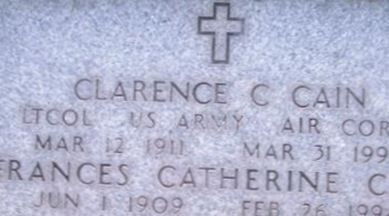 CLARENCE C CAIN
LTCOL US ARMY AIR COR
MAR 12 1911 MAR 31 199
FRANCES CATHERINE C
JUN 1 1909 FEB 26 199